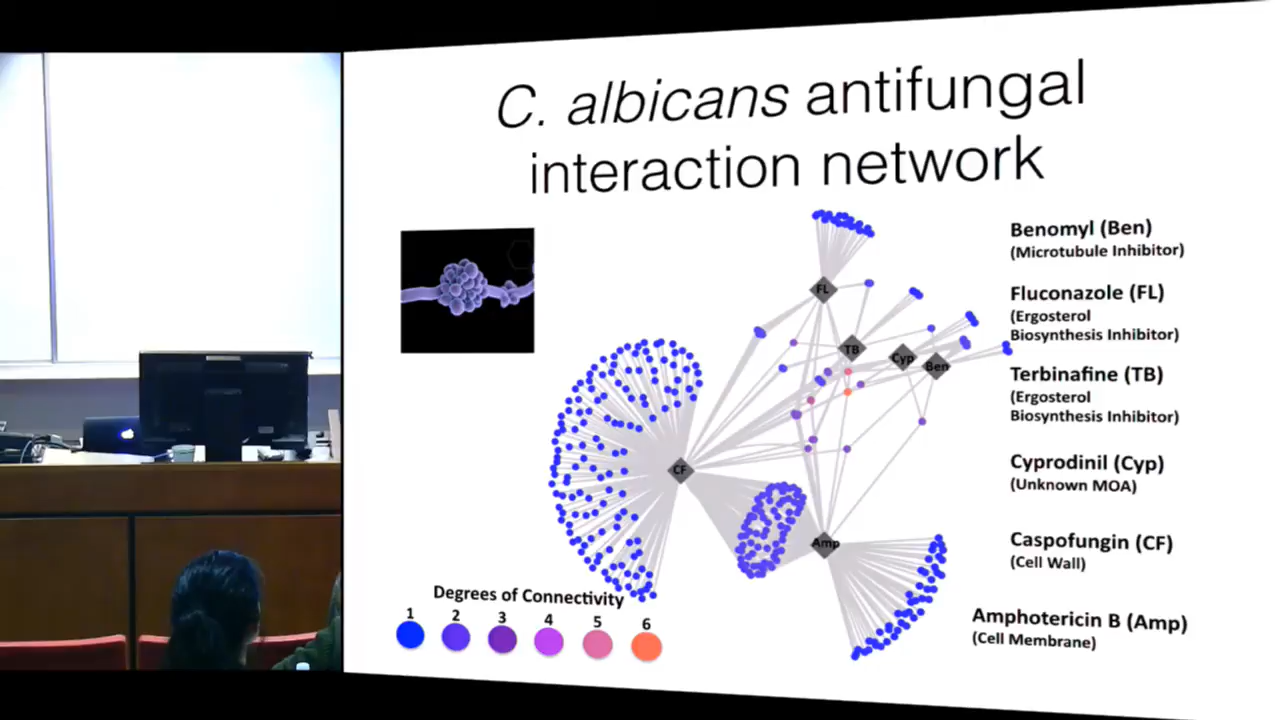 C. albicans antifungal
interaction network
Benomyl (Ben)
(Microtubule Inhibitor)
Fluconazole (FL)
(Ergosterol
Biosynthesis Inhibitor)
Terbinafine (TB)
(Ergosterol
Biosynthesis Inhibitor)
Cyprodinil (Cyp)
(Unknown MOA)
Caspofungin (CF)
(Cell Wall)
Amphotericin B (Amp)
(Cell Membrane)
FL
TB
Cyp
Ben
CF
Amp
Degrees of Connectivity
1 2 3 4 5 6